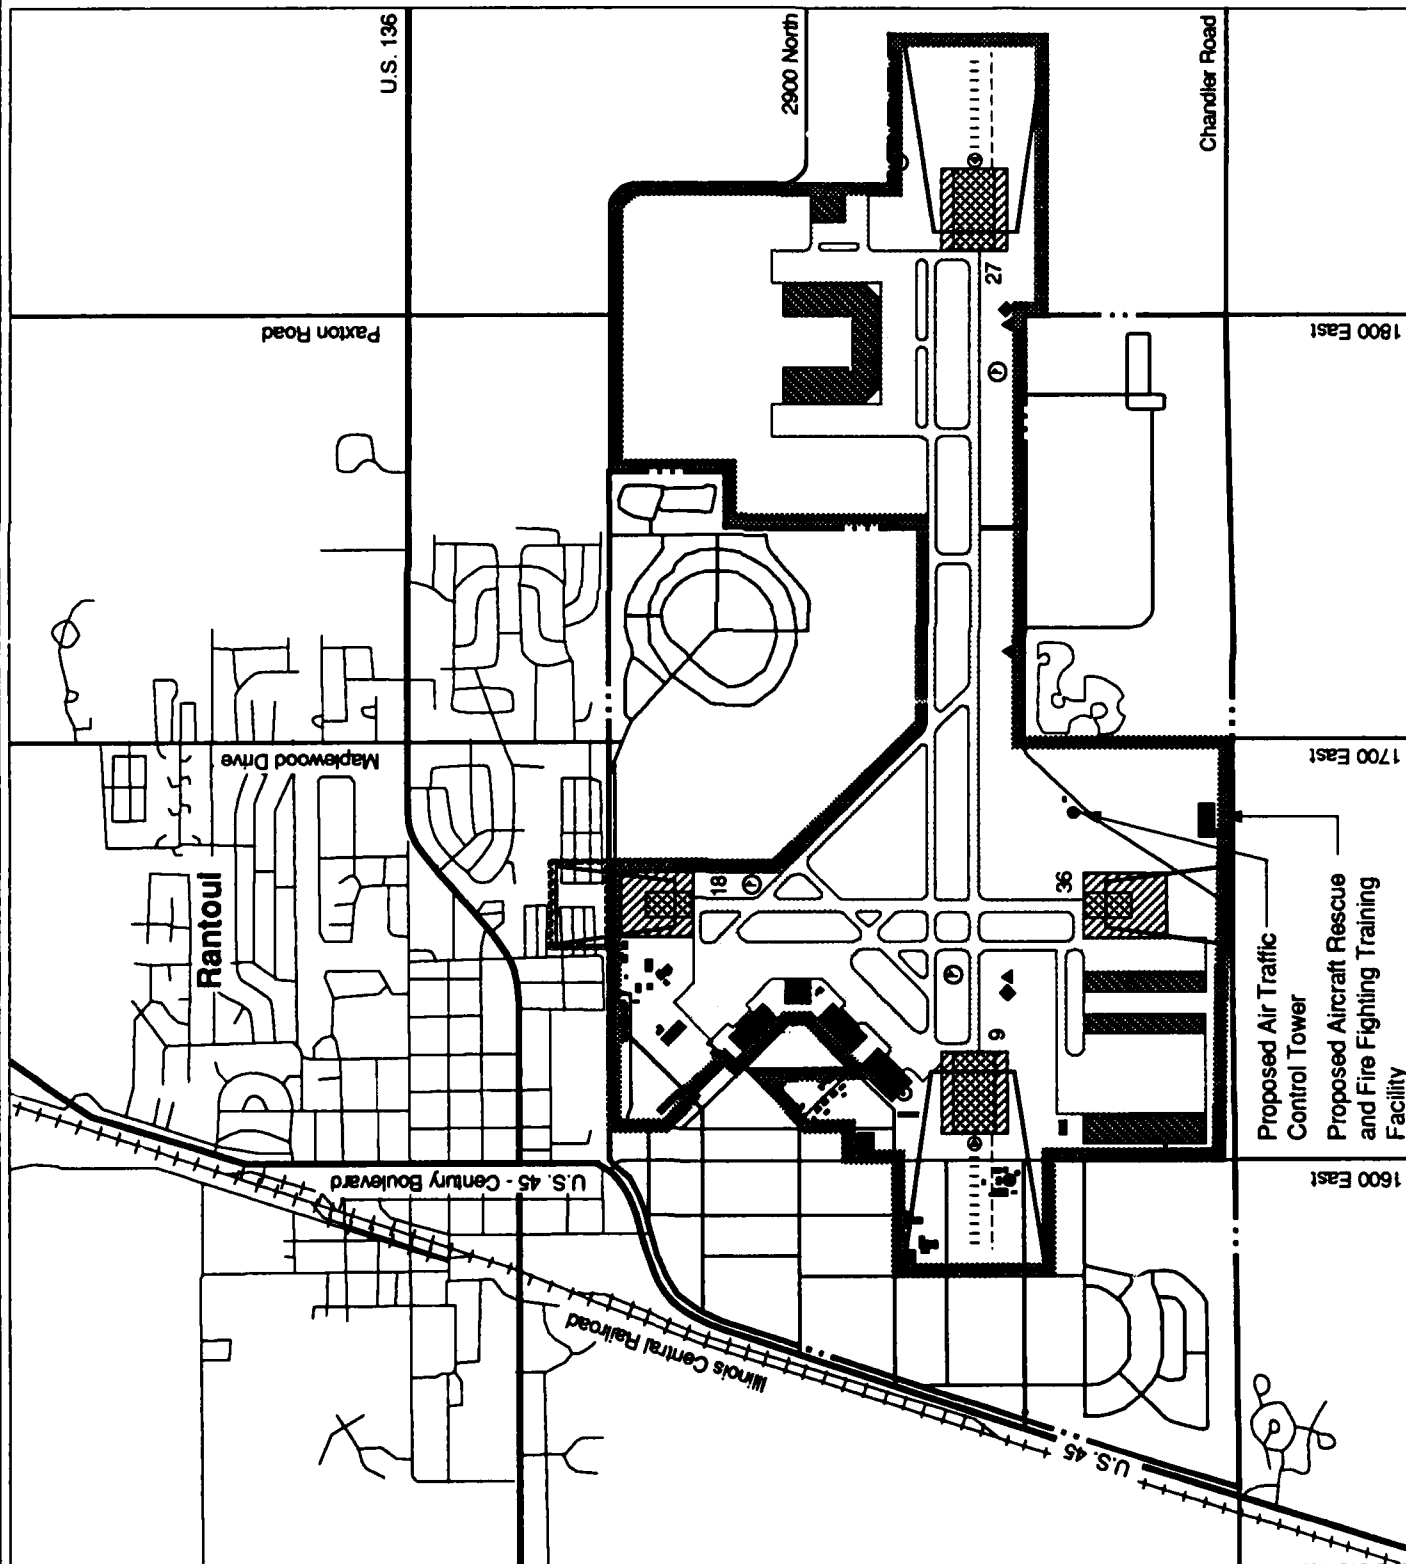 U.S. 136
2900 North
Chandler Road
Paxton Road
1800 East
27
Maplewood Drive
1700 East
Rantoul
18
36
9
Proposed Air Traffic
Control Tower
Proposed Aircraft Rescue
and Fire Fighting Training
Facility
U.S. 45 - Century Boulevard
1600 East
Illinois Central Railroad
U.S. 45